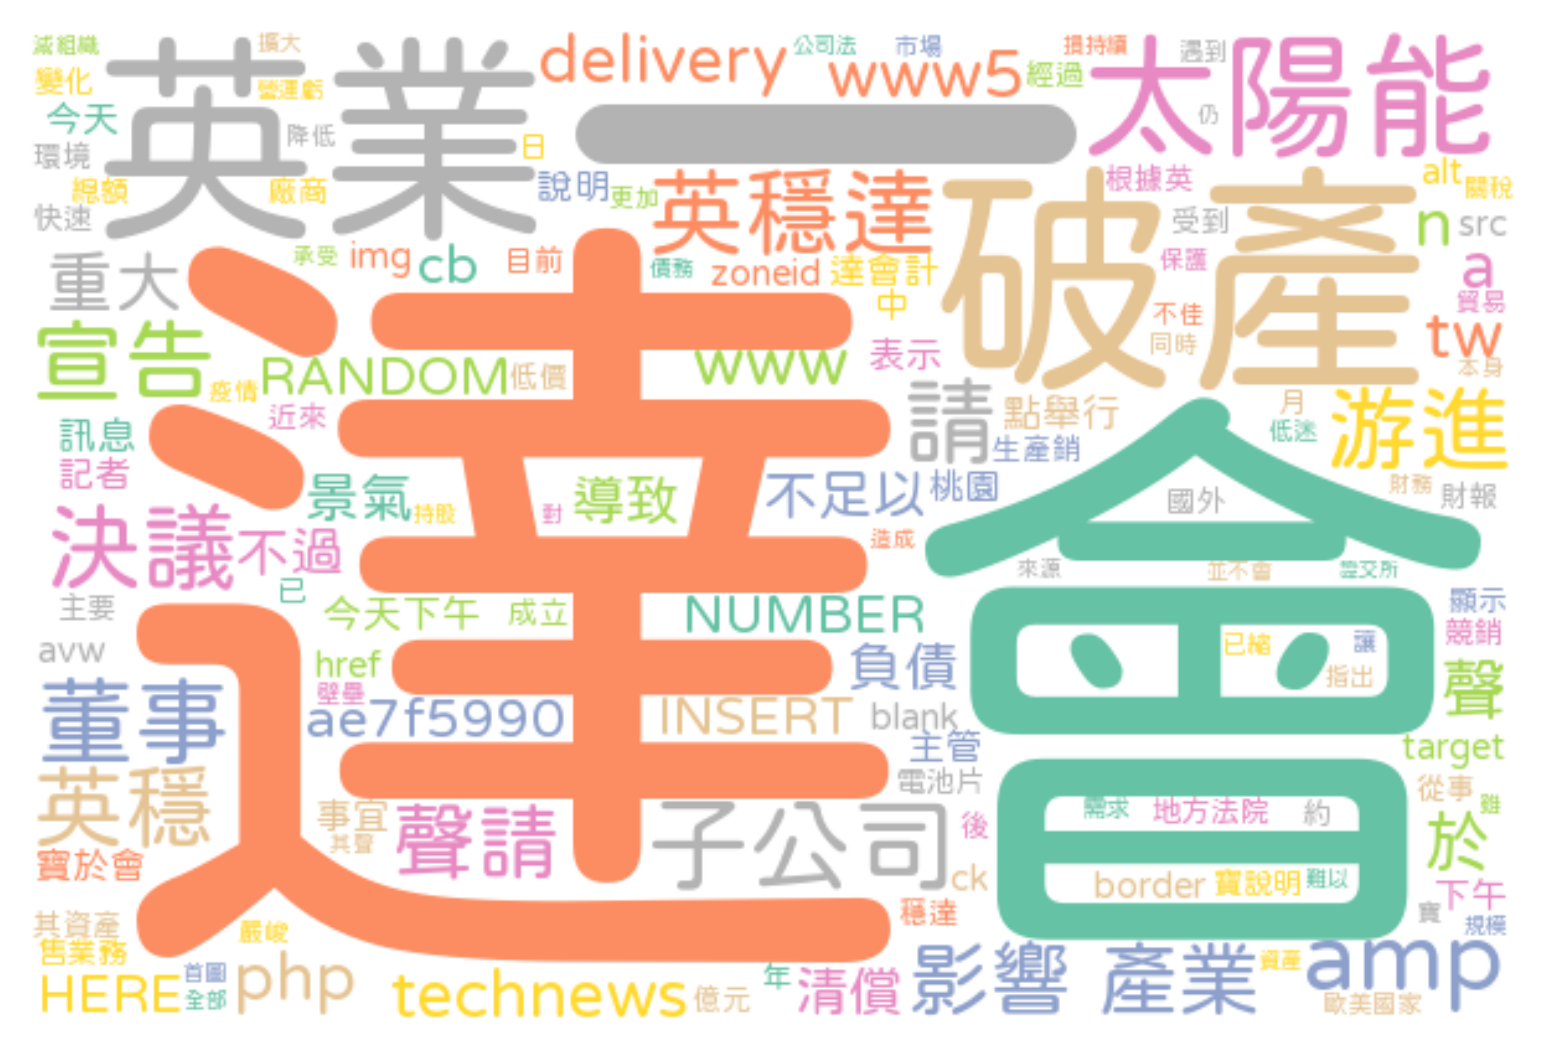 減組織 擴大 delivery 公司法 市場 損持續 遇到
變化 英業 營運虧 www5 經過 太陽能
今天 降低 一 仍
環境 日
總額 廠商 說明 更加 英穩達 破產 根據英 alt 關稅
快速 受到 n src
重大 承受 img cb 目前 債務 zoneid 達會計 保護 a
達 中 不佳 貿易
宣告 RANDOM 低價 www 表示 同時 tw
疫情 本身
近來 請 點舉行 月 游進
訊息 生產銷 低迷
記者 景氣 持股 對 導致 不足以 桃園 國外 財務 財報
決議 不過 造成 會
已 來源 並不會 證交所
主要 今天下午 成立 NUMBER 顯示
avw href 負債 已縮 讓 競銷
壁壘 指出 聲
董事 ae7f5990 INSERT blank
主管 target
英穩 事宜 聲請 子公司 電池片 需求 地方法院 約 從事 雖
其聲 後 於
寶於會 ck border 寶說明 難以 下午
其資產 嚴峻 穩達 寶 規模
售業務 影響 產業 資產 amp
HERE 首圖 php technews 億元 年 清償
全部 歐美國家